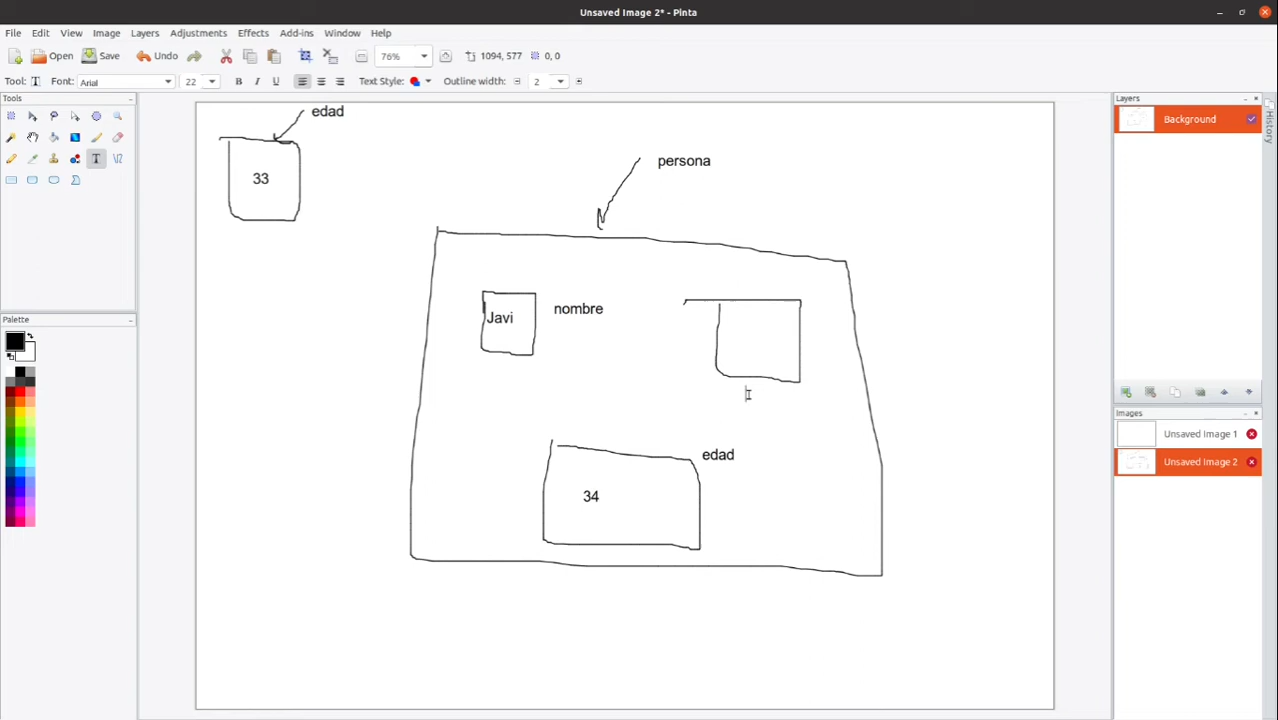 Unsaved Image 2* - Pinta
File Edit View Image Layers Adjustments Effects Add-ins Window Help
Open Save Undo 76% 1094, 577 0, 0
Tool: T Font: Arial 22 B I U Text Style: Outline width: 2
Tools
Palette
edad
33
persona
Javi
nombre
edad
34
Layers
Background
History
Images
Unsaved Image 1
Unsaved Image 2